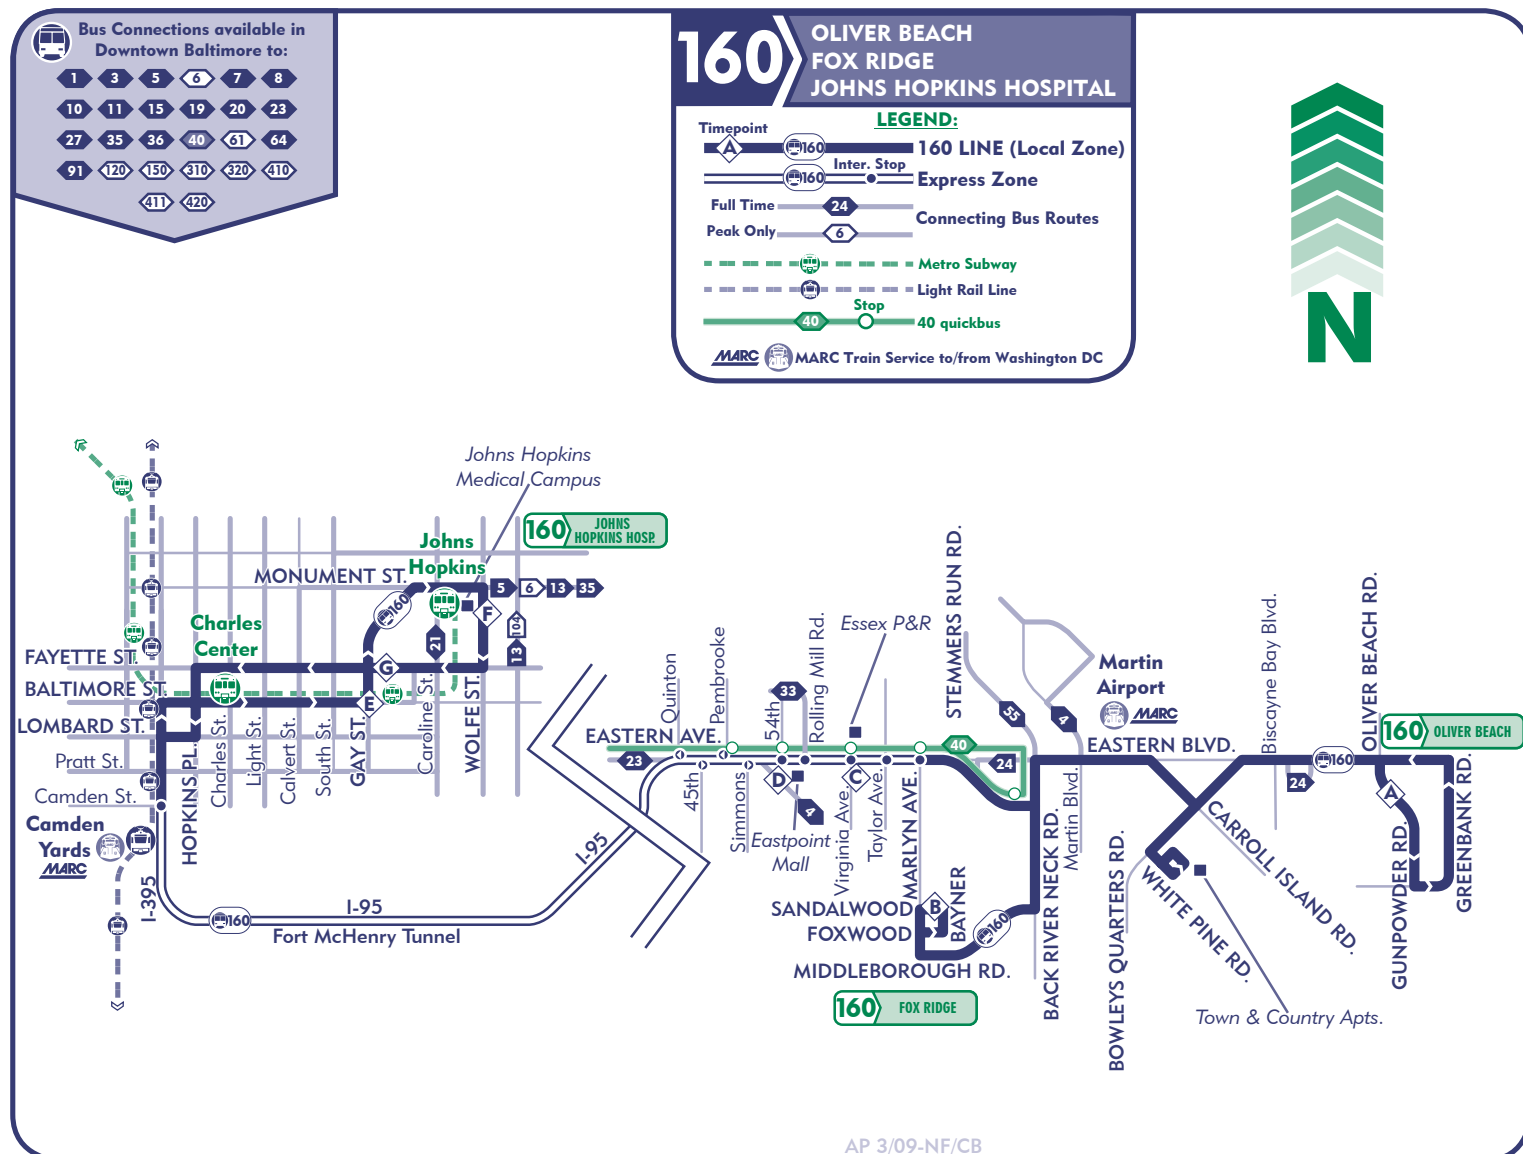 Bus Connections available in
Downtown Baltimore to:
1 3 5 6 7 8
10 11 15 19 20 23
27 35 36 40 61 64
91 120 150 310 320 410
411 420
160
OLIVER BEACH
FOX RIDGE
JOHNS HOPKINS HOSPITAL
LEGEND:
Timepoint
A 160 160 LINE (Local Zone)
Inter. Stop
160 Express Zone
Full Time 24
Connecting Bus Routes
Peak Only 6
Metro Subway
Light Rail Line
Stop
40 40 quickbus
MARC MARC Train Service to/from Washington DC
N
Johns Hopkins
Medical Campus
160 JOHNS
HOPKINS HOSP.
Johns
Hopkins
MONUMENT ST.
5 6 13 35
160
F
104
13
21
Charles
Center
FAYETTE ST.
G
BALTIMORE ST.
E
LOMBARD ST.
Pratt St.
Camden St.
Camden
Yards
MARC
HOPKINS PL.
Charles St.
Light St.
Calvert St.
South St.
GAY ST.
Caroline St.
WOLFE ST.
I-395
160
I-95
Fort McHenry Tunnel
I-95
EASTERN AVE.
23
Quinton
Pembrooke
45th
Simmons
54th
33
Rolling Mill Rd.
Essex P&R
D
C
4
Eastpoint
Mall
Virginia Ave.
Taylor Ave.
MARLYN AVE.
40
24
STEMMERS RUN RD.
55
4
Martin
Airport
MARC
EASTERN BLVD.
Martin Blvd.
BACK RIVER NECK RD.
SANDALWOOD
B
FOXWOOD
BAYNER
160
MIDDLEBOROUGH RD.
160 FOX RIDGE
BOWLEYS QUARTERS RD.
WHITE PINE RD.
CARROLL ISLAND RD.
Town & Country Apts.
Biscayne Bay Blvd.
24
160
OLIVER BEACH RD.
160 OLIVER BEACH
A
GUNPOWDER RD.
GREENBANK RD.
AP 3/09-NF/CB